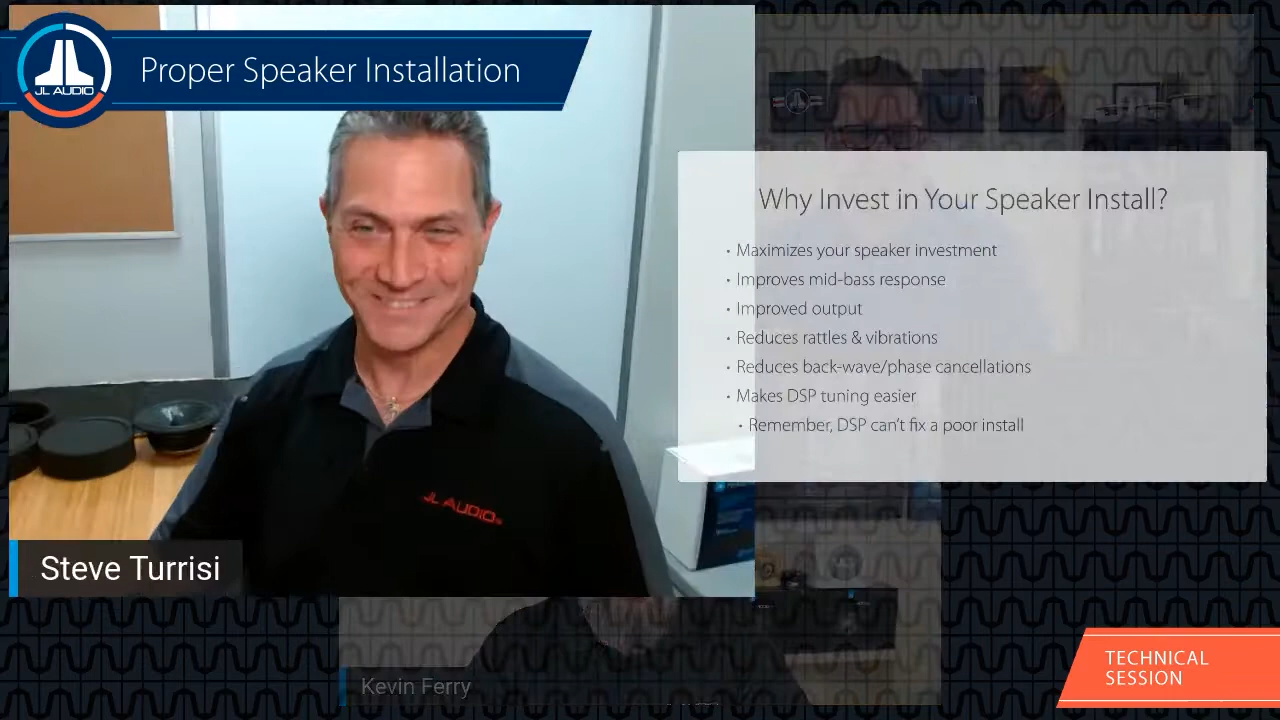 Proper Speaker Installation
JL AUDIO
Why Invest in Your Speaker Install?
• Maximizes your speaker investment
• Improves mid-bass response
• Improved output
• Reduces rattles & vibrations
• Reduces back-wave/phase cancellations
• Makes DSP tuning easier
• Remember, DSP can't fix a poor install
JL AUDIO
Steve Turrisi
Kevin Ferry
TECHNICAL
SESSION